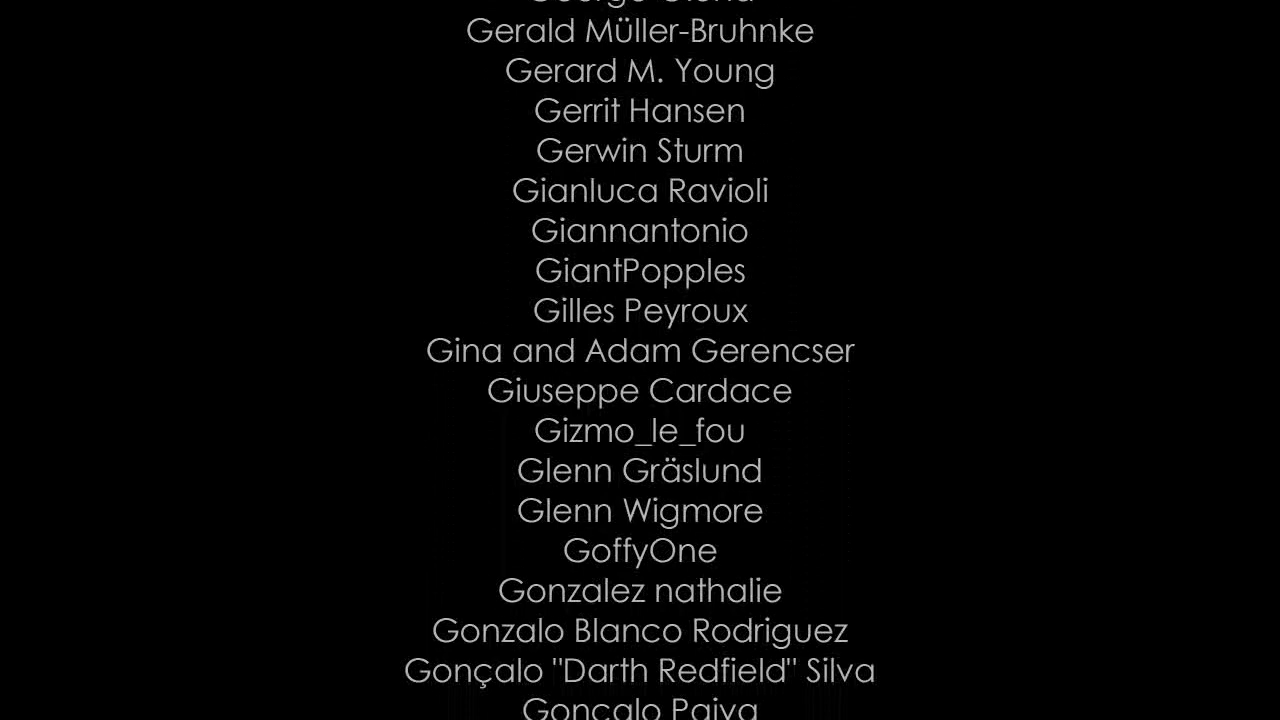 Gerald Müller-Bruhnke
Gerard M. Young
Gerrit Hansen
Gerwin Sturm
Gianluca Ravioli
Giannantonio
GiantPopples
Gilles Peyroux
Gina and Adam Gerencser
Giuseppe Cardace
Gizmo_le_fou
Glenn Gräslund
Glenn Wigmore
GoffyOne
Gonzalez nathalie
Gonzalo Blanco Rodriguez
Gonçalo "Darth Redfield" Silva
Gonçalo Paiva